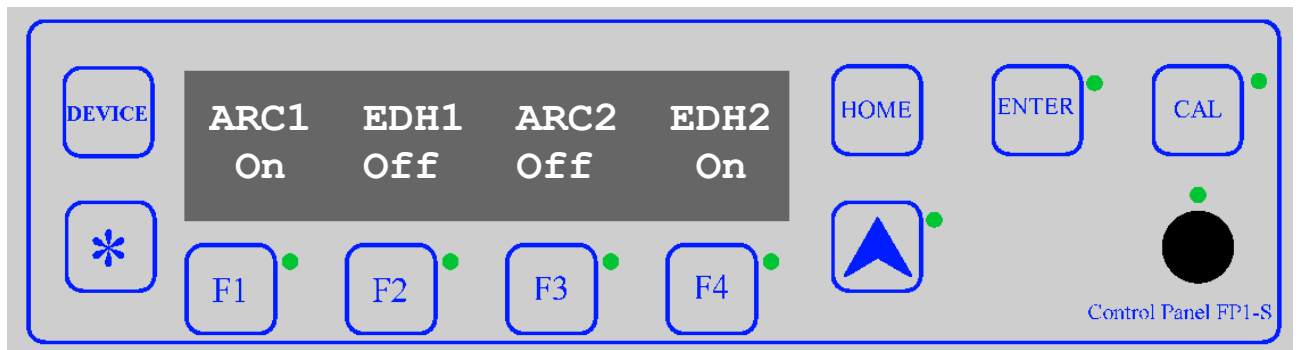 DEVICE
ARC1 EDH1 ARC2 EDH2
On Off Off On
HOME
ENTER
CAL
*
F1
F2
F3
F4
Control Panel FP1-S